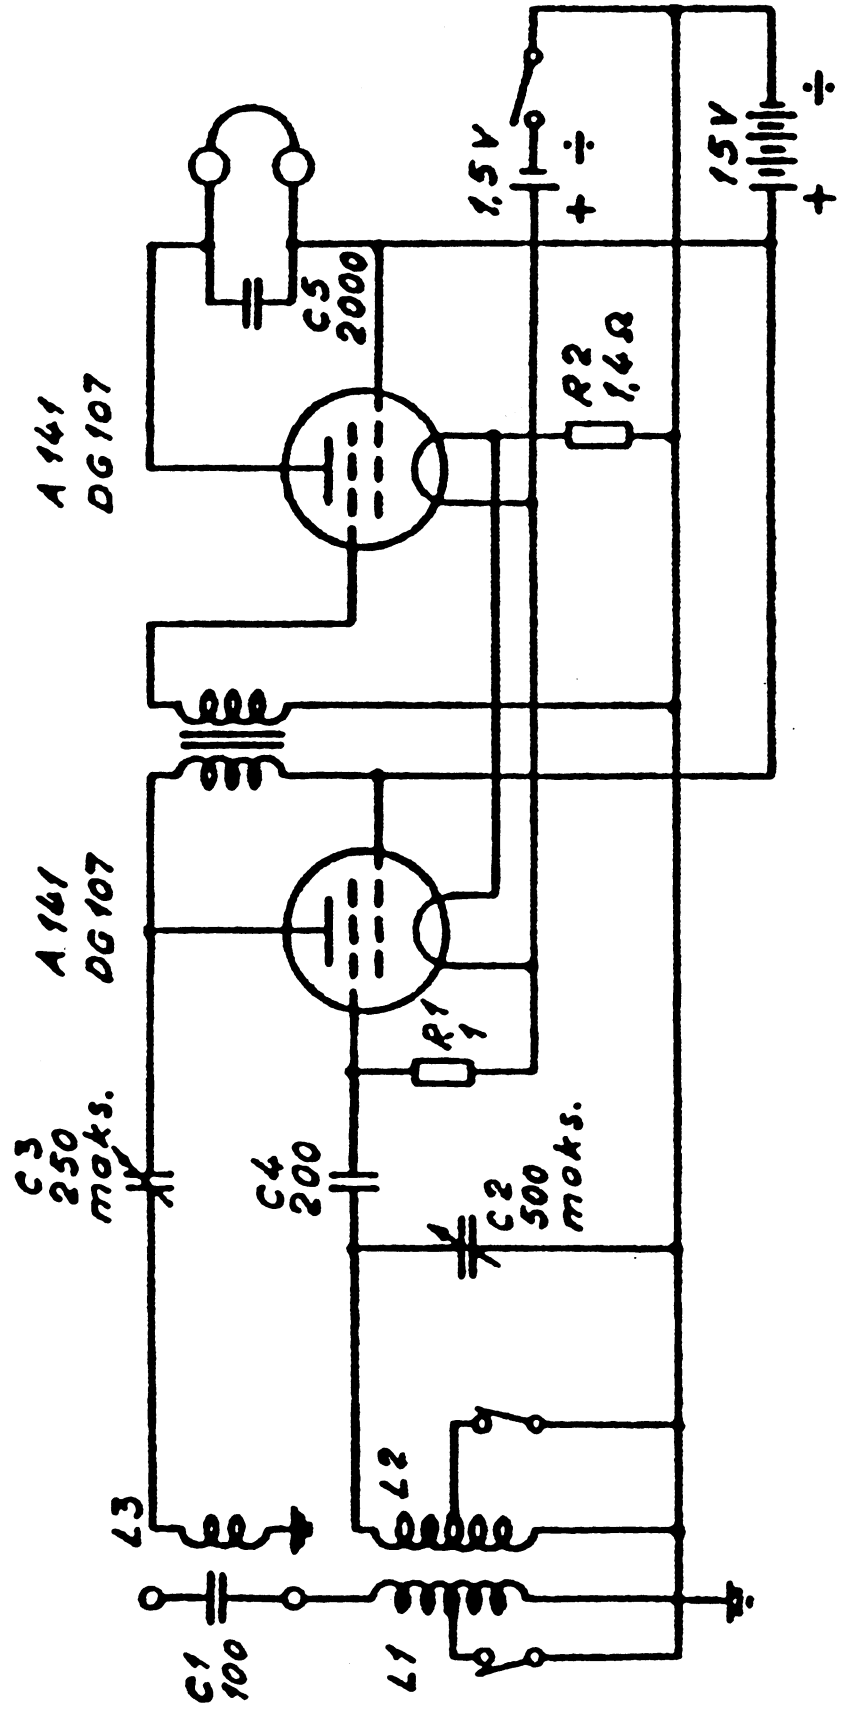 C1
100
L1
L3
L2
C3
250
maks.
C4
200
C2
500
maks.
R1
1
A 141
DG 107
A 141
DG 107
C5
2000
R2
1,4 Ω
1,5 V
+ ÷
15 V
+ ÷